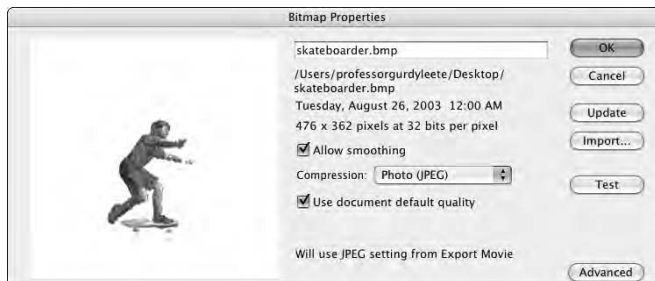 Bitmap Properties
skateboarder.bmp
OK
/Users/professorgurdyleete/Desktop/
skateboarder.bmp
Cancel
Tuesday, August 26, 2003 12:00 AM
Update
476 x 362 pixels at 32 bits per pixel
Import...
Allow smoothing
Compression: Photo (JPEG)
Test
Use document default quality
Will use JPEG setting from Export Movie
Advanced